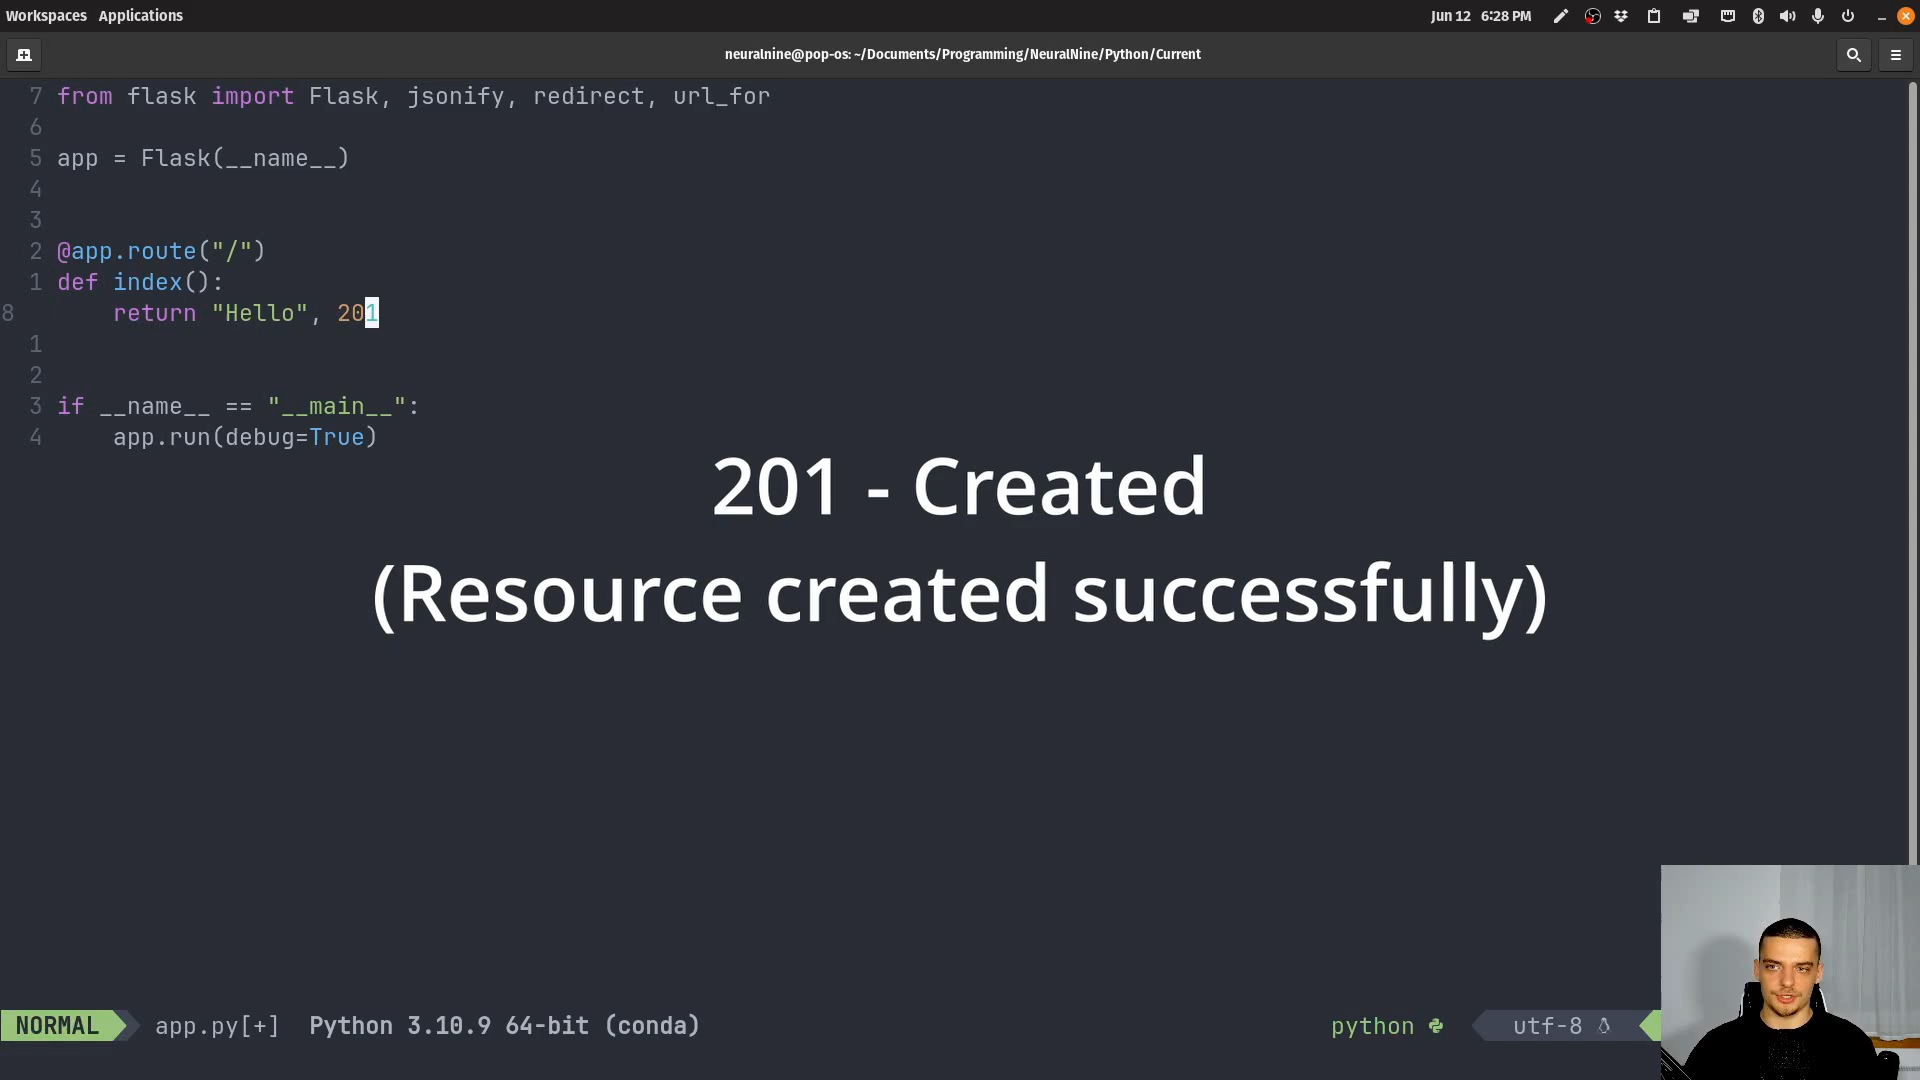 Workspaces Applications Jun 12 6:28 PM
neuralnine@pop-os: ~/Documents/Programming/NeuralNine/Python/Current
7 from flask import Flask, jsonify, redirect, url_for
6
5 app = Flask(__name__)
4
3
2 @app.route("/")
1 def index():
8 return "Hello", 201
1
2
3 if __name__ == "__main__":
4 app.run(debug=True)
201 - Created
(Resource created successfully)
NORMAL app.py[+] Python 3.10.9 64-bit (conda) python utf-8